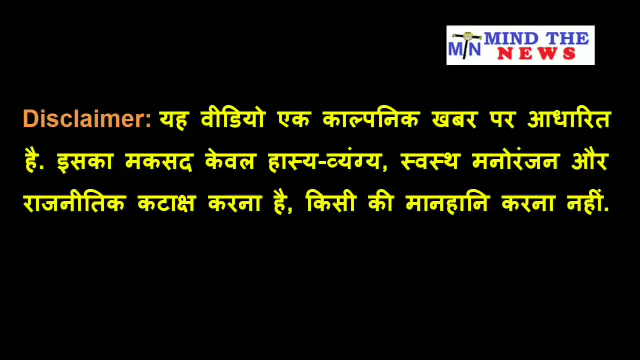 MTN MIND THE
NEWS
Disclaimer: यह वीडियो एक काल्पनिक खबर पर आधारित
है. इसका मकसद केवल हास्य-व्यंग्य, स्वस्थ मनोरंजन और
राजनीतिक कटाक्ष करना है, किसी की मानहानि करना नहीं.